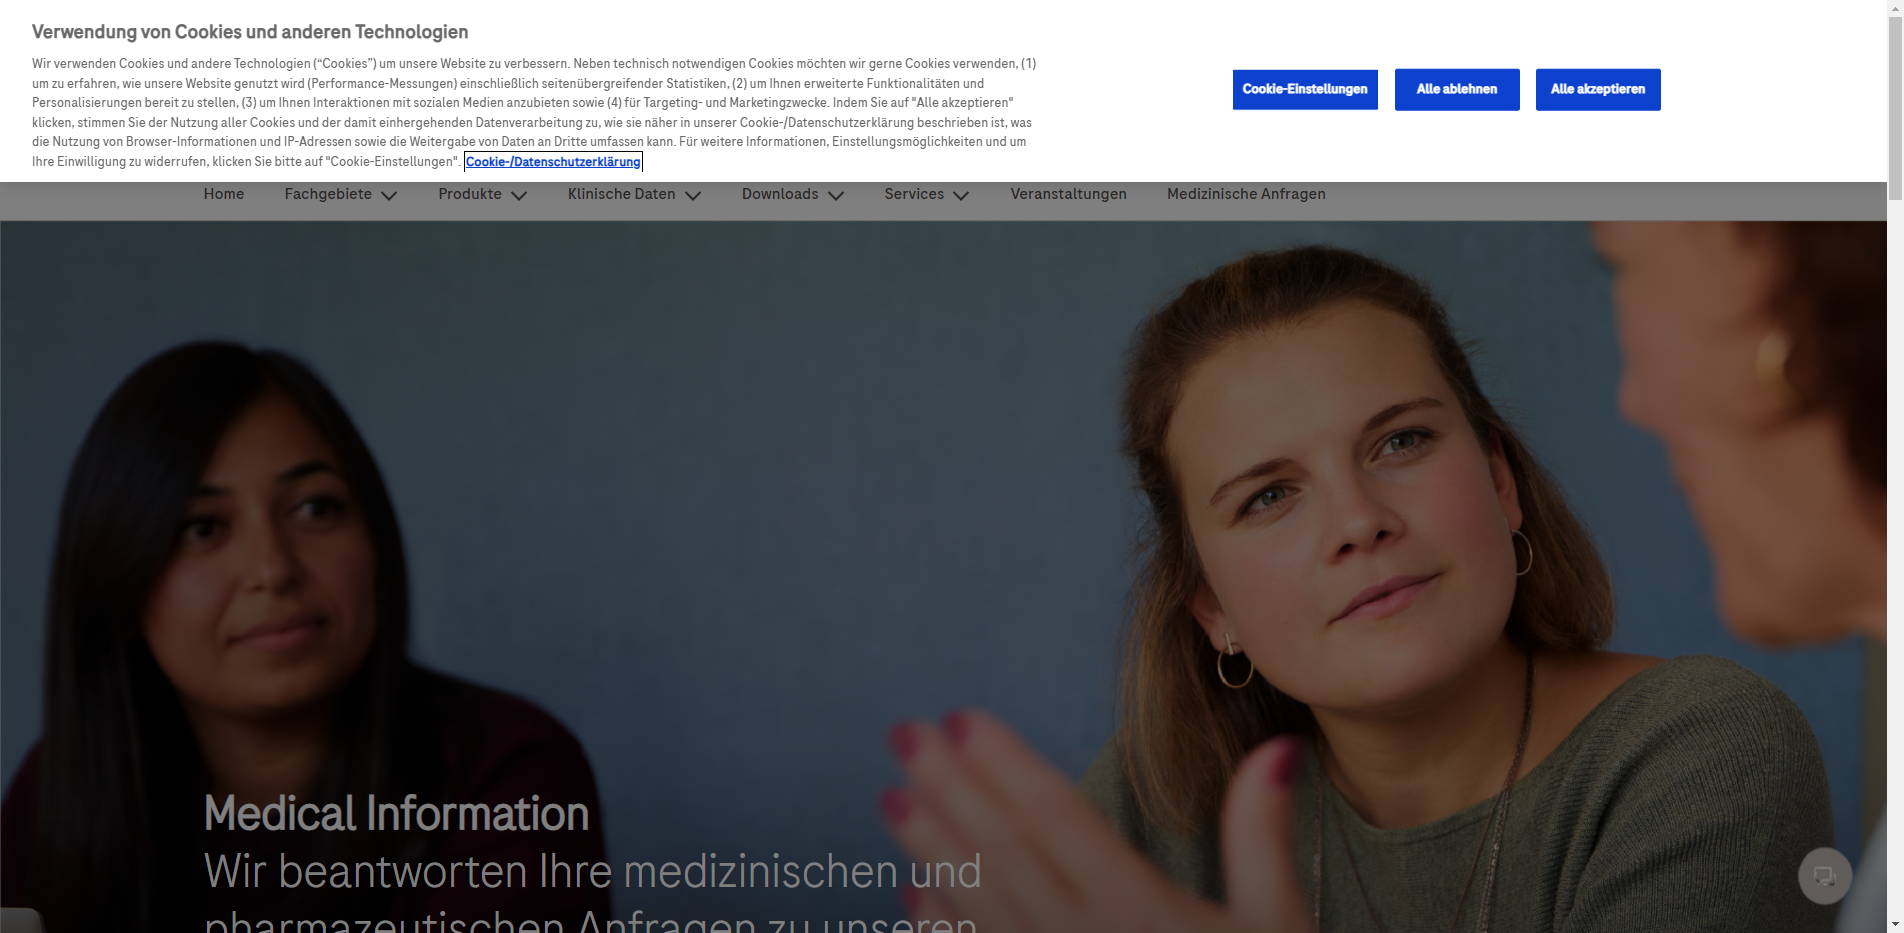 Verwendung von Cookies und anderen Technologien
Wir verwenden Cookies und andere Technologien (“Cookies”) um unsere Website zu verbessern. Neben technisch notwendigen Cookies möchten wir gerne Cookies verwenden, (1)
um zu erfahren, wie unsere Website genutzt wird (Performance-Messungen) einschließlich seitenübergreifender Statistiken, (2) um Ihnen erweiterte Funktionalitäten und
Personalisierungen bereit zu stellen, (3) um Ihnen Interaktionen mit sozialen Medien anzubieten sowie (4) für Targeting- und Marketingzwecke. Indem Sie auf "Alle akzeptieren"
klicken, stimmen Sie der Nutzung aller Cookies und der damit einhergehenden Datenverarbeitung zu, wie sie näher in unserer Cookie-/Datenschutzerklärung beschrieben ist, was
die Nutzung von Browser-Informationen und IP-Adressen sowie die Weitergabe von Daten an Dritte umfassen kann. Für weitere Informationen, Einstellungsmöglichkeiten und um
Ihre Einwilligung zu widerrufen, klicken Sie bitte auf "Cookie-Einstellungen". Cookie-/Datenschutzerklärung
Cookie-Einstellungen Alle ablehnen Alle akzeptieren
Home Fachgebiete Produkte Klinische Daten Downloads Services Veranstaltungen Medizinische Anfragen
Medical Information
Wir beantworten Ihre medizinischen und
pharmazeutischen Anfragen zu unseren